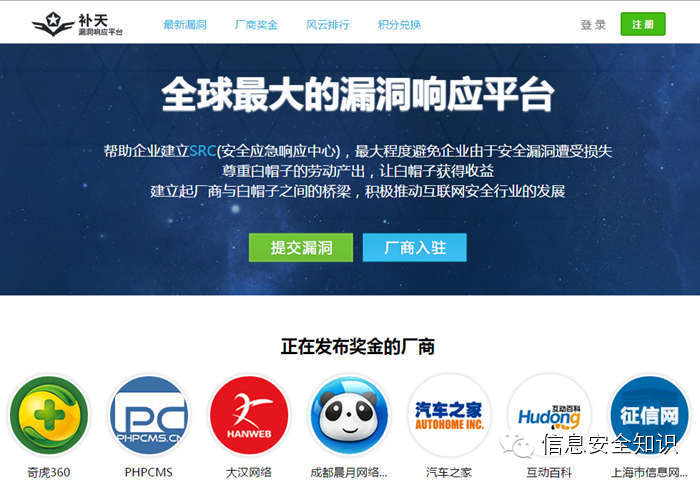 补天
漏洞响应平台
最新漏洞 厂商奖金 风云排行 积分兑换
登录 注册
全球最大的漏洞响应平台
帮助企业建立SRC(安全应急响应中心)，最大程度避免企业由于安全漏洞遭受损失
尊重白帽子的劳动产出，让白帽子获得收益
建立起厂商与白帽子之间的桥梁，积极推动互联网安全行业的发展
提交漏洞 厂商入驻
正在发布奖金的厂商
PC
PHPCMS.CN
HANWEB
汽车之家
AUTOHOME INC.
互动百科
Hudong
征信网
信息安全知识
奇虎360 PHPCMS 大汉网络 成都晨月网络... 汽车之家 互动百科 上海市信息网...